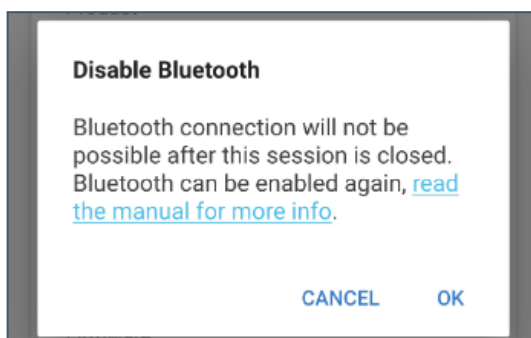 Disable Bluetooth
Bluetooth connection will not be
possible after this session is closed.
Bluetooth can be enabled again, read
the manual for more info.
CANCEL OK